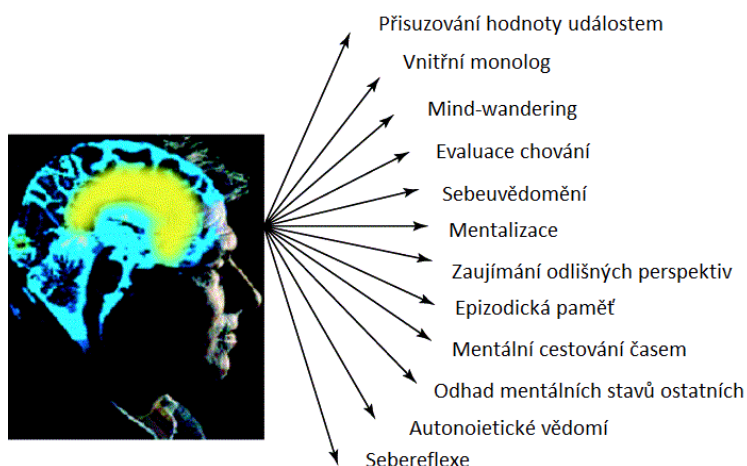 Přisuzování hodnoty událostem
Vnitřní monolog
Mind-wandering
Evaluace chování
Sebeuvědomění
Mentalizace
Zaujímání odlišných perspektiv
Epizodická paměť
Mentální cestování časem
Odhad mentálních stavů ostatních
Autonoietické vědomí
Sebereflexe